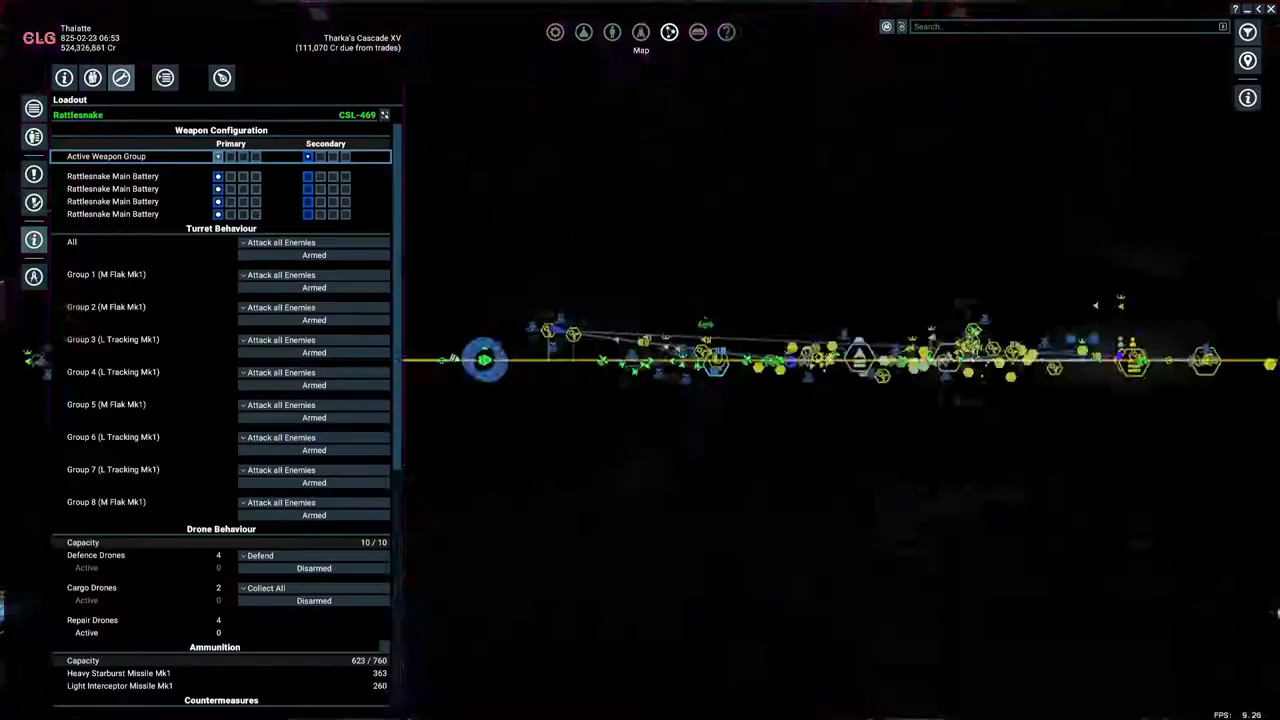 CLG
Thalatte
825-02-23 06:53
524,326,861 Cr
Tharka's Cascade XV
(111,070 Cr due from trades)
Map
Search..
Loadout
Rattlesnake CSL-469
Weapon Configuration
Primary Secondary
Active Weapon Group
Rattlesnake Main Battery
Rattlesnake Main Battery
Rattlesnake Main Battery
Rattlesnake Main Battery
Turret Behaviour
All Attack all Enemies
Armed
Group 1 (M Flak Mk1) Attack all Enemies
Armed
Group 2 (M Flak Mk1) Attack all Enemies
Armed
Group 3 (L Tracking Mk1) Attack all Enemies
Armed
Group 4 (L Tracking Mk1) Attack all Enemies
Armed
Group 5 (M Flak Mk1) Attack all Enemies
Armed
Group 6 (L Tracking Mk1) Attack all Enemies
Armed
Group 7 (L Tracking Mk1) Attack all Enemies
Armed
Group 8 (M Flak Mk1) Attack all Enemies
Armed
Drone Behaviour
Capacity 10 / 10
Defence Drones 4 Defend
Active 0 Disarmed
Cargo Drones 2 Collect All
Active 0 Disarmed
Repair Drones 4
Active 0
Ammunition
Capacity 623 / 760
Heavy Starburst Missile Mk1 363
Light Interceptor Missile Mk1 260
Countermeasures
FPS: 9.26